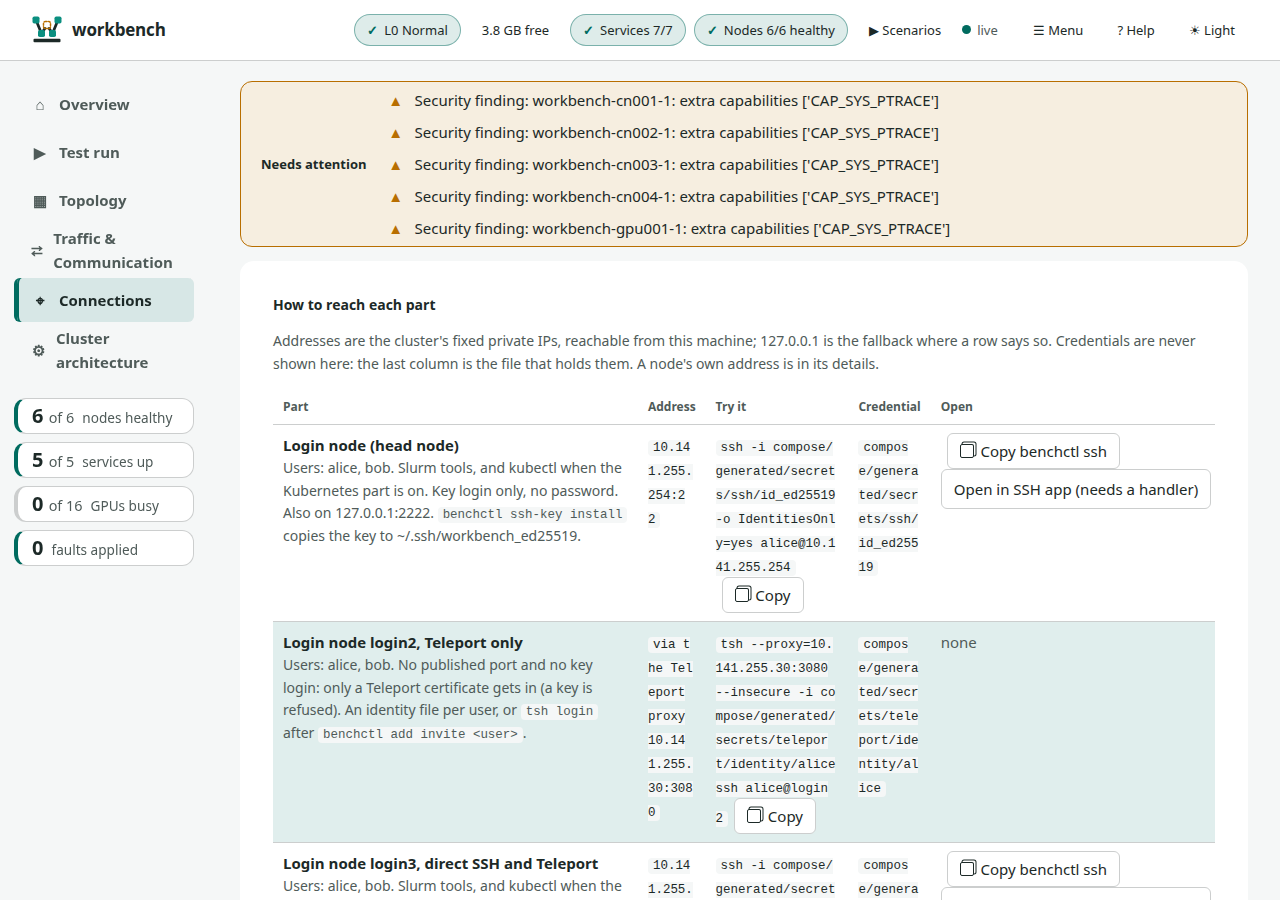 workbench
✓ L0 Normal
3.8 GB free
✓ Services 7/7
✓ Nodes 6/6 healthy
▶ Scenarios
live
☰ Menu
? Help
☀ Light
Overview
Test run
Topology
Traffic &
Communication
Connections
Cluster
architecture
6 of 6 nodes healthy
5 of 5 services up
0 of 16 GPUs busy
0 faults applied
Needs attention
▲ Security finding: workbench-cn001-1: extra capabilities ['CAP_SYS_PTRACE']
▲ Security finding: workbench-cn002-1: extra capabilities ['CAP_SYS_PTRACE']
▲ Security finding: workbench-cn003-1: extra capabilities ['CAP_SYS_PTRACE']
▲ Security finding: workbench-cn004-1: extra capabilities ['CAP_SYS_PTRACE']
▲ Security finding: workbench-gpu001-1: extra capabilities ['CAP_SYS_PTRACE']
How to reach each part
Addresses are the cluster's fixed private IPs, reachable from this machine; 127.0.0.1 is the fallback where a row says so. Credentials are never
shown here: the last column is the file that holds them. A node's own address is in its details.
Part Address Try it Credential Open
Login node (head node)
Users: alice, bob. Slurm tools, and kubectl when the
Kubernetes part is on. Key login only, no password.
Also on 127.0.0.1:2222. benchctl ssh-key install
copies the key to ~/.ssh/workbench_ed25519.
10.14
1.255.
254:2
2
ssh -i compose/
generated/secret
s/ssh/id_ed25519
-o IdentitiesOnl
y=yes alice@10.1
41.255.254
Copy
compos
e/genera
ted/secr
ets/ssh/
id_ed255
19
Copy benchctl ssh
Open in SSH app (needs a handler)
Login node login2, Teleport only
Users: alice, bob. No published port and no key
login: only a Teleport certificate gets in (a key is
refused). An identity file per user, or tsh login
after benchctl add invite <user>.
via t
he Tel
eport
proxy
10.14
1.255.
30:308
0
tsh --proxy=10.
141.255.30:3080
--insecure -i co
mpose/generated/
secrets/telepor
t/identity/alice
ssh alice@login
2 Copy
compos
e/genera
ted/secr
ets/tele
port/ide
ntity/al
ice
none
Login node login3, direct SSH and Teleport
Users: alice, bob. Slurm tools, and kubectl when the
10.14
1.255.
ssh -i compose/
generated/secret
compos
e/genera
Copy benchctl ssh